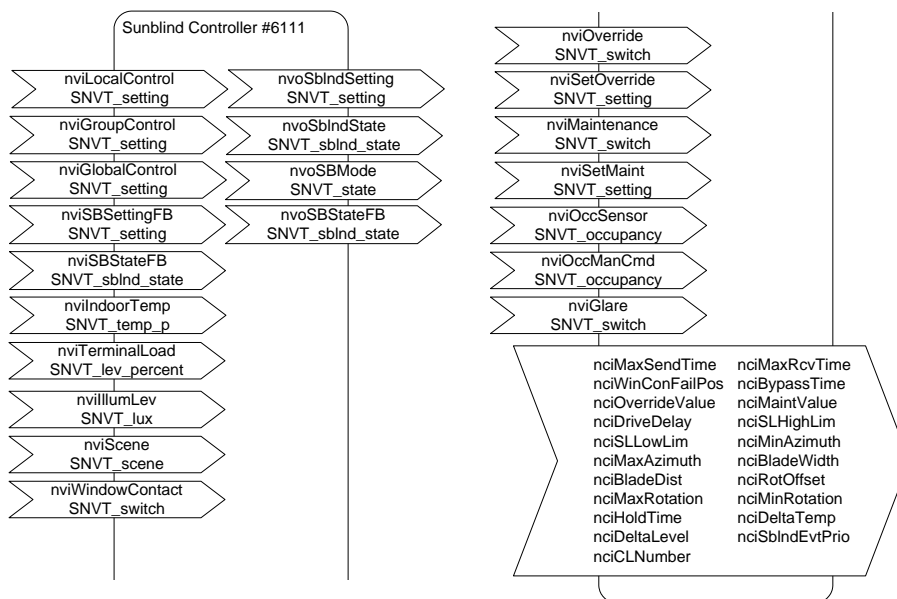 Sunblind Controller #6111
nviLocalControl
SNVT_setting
nviGroupControl
SNVT_setting
nviGlobalControl
SNVT_setting
nviSBSettingFB
SNVT_setting
nviSBStateFB
SNVT_sblnd_state
nviIndoorTemp
SNVT_temp_p
nviTerminalLoad
SNVT_lev_percent
nviIllumLev
SNVT_lux
nviScene
SNVT_scene
nviWindowContact
SNVT_switch
nvoSblndSetting
SNVT_setting
nvoSblndState
SNVT_sblnd_state
nvoSBMode
SNVT_state
nvoSBStateFB
SNVT_sblnd_state
nviOverride
SNVT_switch
nviSetOverride
SNVT_setting
nviMaintenance
SNVT_switch
nviSetMaint
SNVT_setting
nviOccSensor
SNVT_occupancy
nviOccManCmd
SNVT_occupancy
nviGlare
SNVT_switch
nciMaxSendTime
nciWinConFailPos
nciOverrideValue
nciDriveDelay
nciSLLowLim
nciMaxAzimuth
nciBladeDist
nciMaxRotation
nciHoldTime
nciDeltaLevel
nciCLNumber
nciMaxRcvTime
nciBypassTime
nciMaintValue
nciSLHighLim
nciMinAzimuth
nciBladeWidth
nciRotOffset
nciMinRotation
nciDeltaTemp
nciSblndEvtPrio